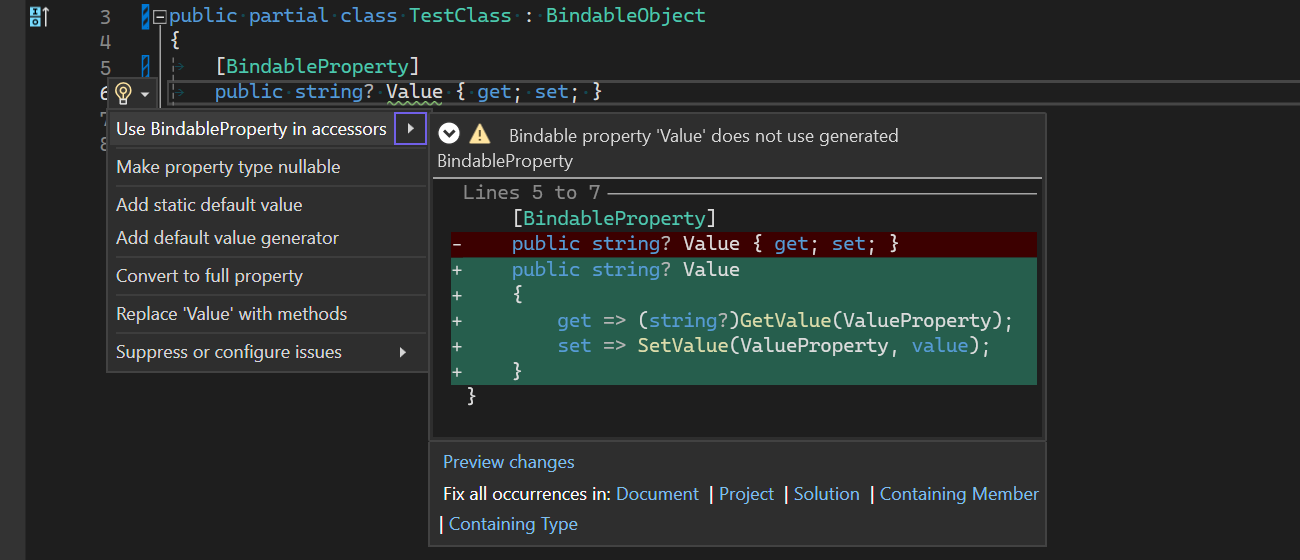 3 public partial class TestClass : BindableObject
4 {
5 [BindableProperty]
6 public string? Value { get; set; }
7
8
Use BindableProperty in accessors
Make property type nullable
Add static default value
Add default value generator
Convert to full property
Replace 'Value' with methods
Suppress or configure issues
Bindable property 'Value' does not use generated
BindableProperty
Lines 5 to 7
[BindableProperty]
- public string? Value { get; set; }
+ public string? Value
+ {
+ get => (string?)GetValue(ValueProperty);
+ set => SetValue(ValueProperty, value);
+ }
}
Preview changes
Fix all occurrences in: Document | Project | Solution | Containing Member
| Containing Type